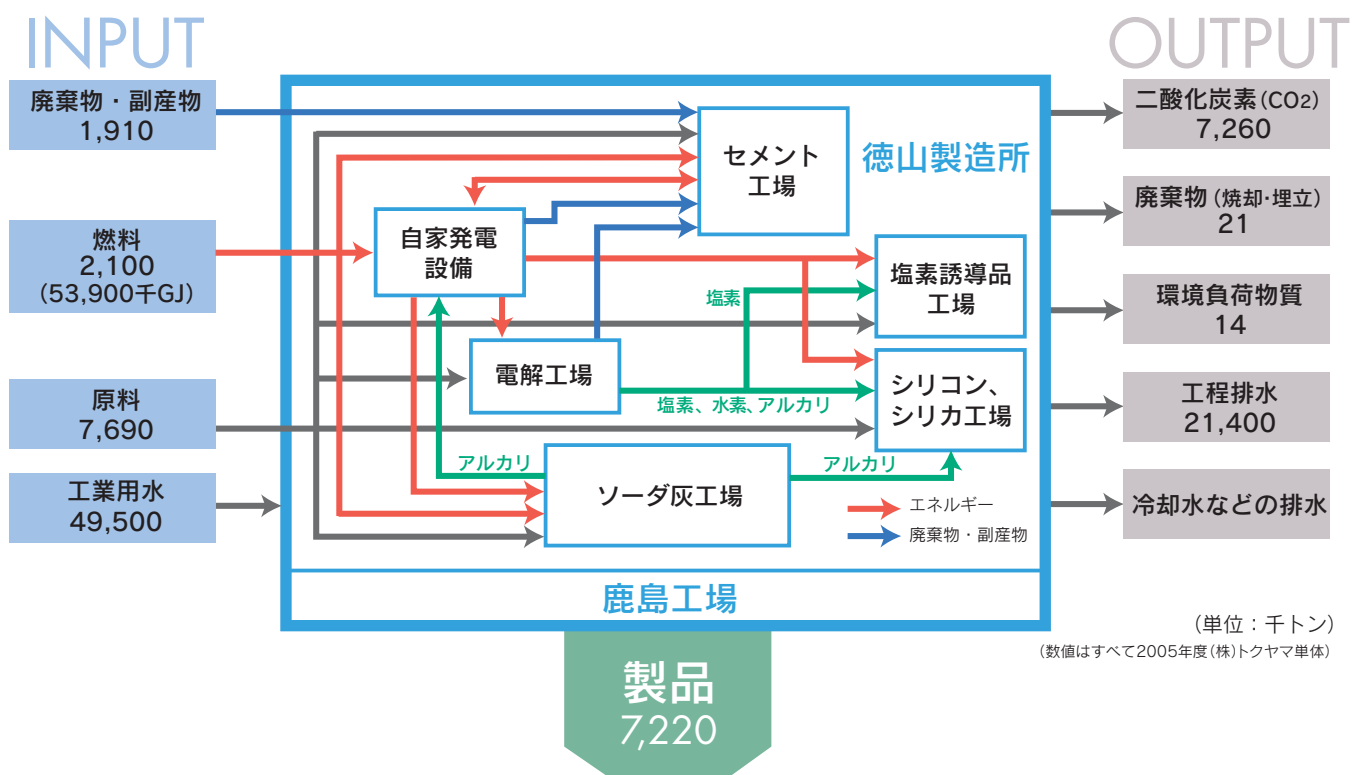 INPUT
OUTPUT
廃棄物・副産物
1,910
燃料
2,100
(53,900千GJ)
原料
7,690
工業用水
49,500
セメント
工場
徳山製造所
自家発電
設備
塩素誘導品
工場
塩素
電解工場
シリコン、
シリカ工場
塩素、水素、アルカリ
アルカリ
アルカリ
ソーダ灰工場
エネルギー
廃棄物・副産物
鹿島工場
製品
7,220
二酸化炭素(CO2)
7,260
廃棄物(焼却・埋立)
21
環境負荷物質
14
工程排水
21,400
冷却水などの排水
(単位:千トン)
(数値はすべて2005年度(株)トクヤマ単体)